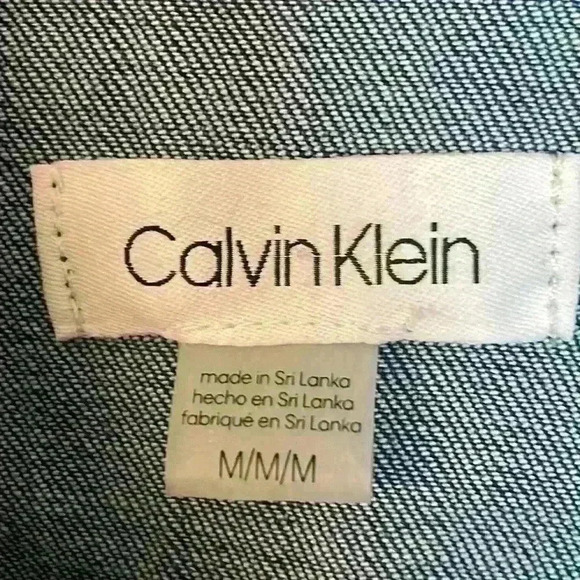 Calvin Klein
made in Sri Lanka
hecho en Sri Lanka
fabriqué en Sri Lanka
M/M/M